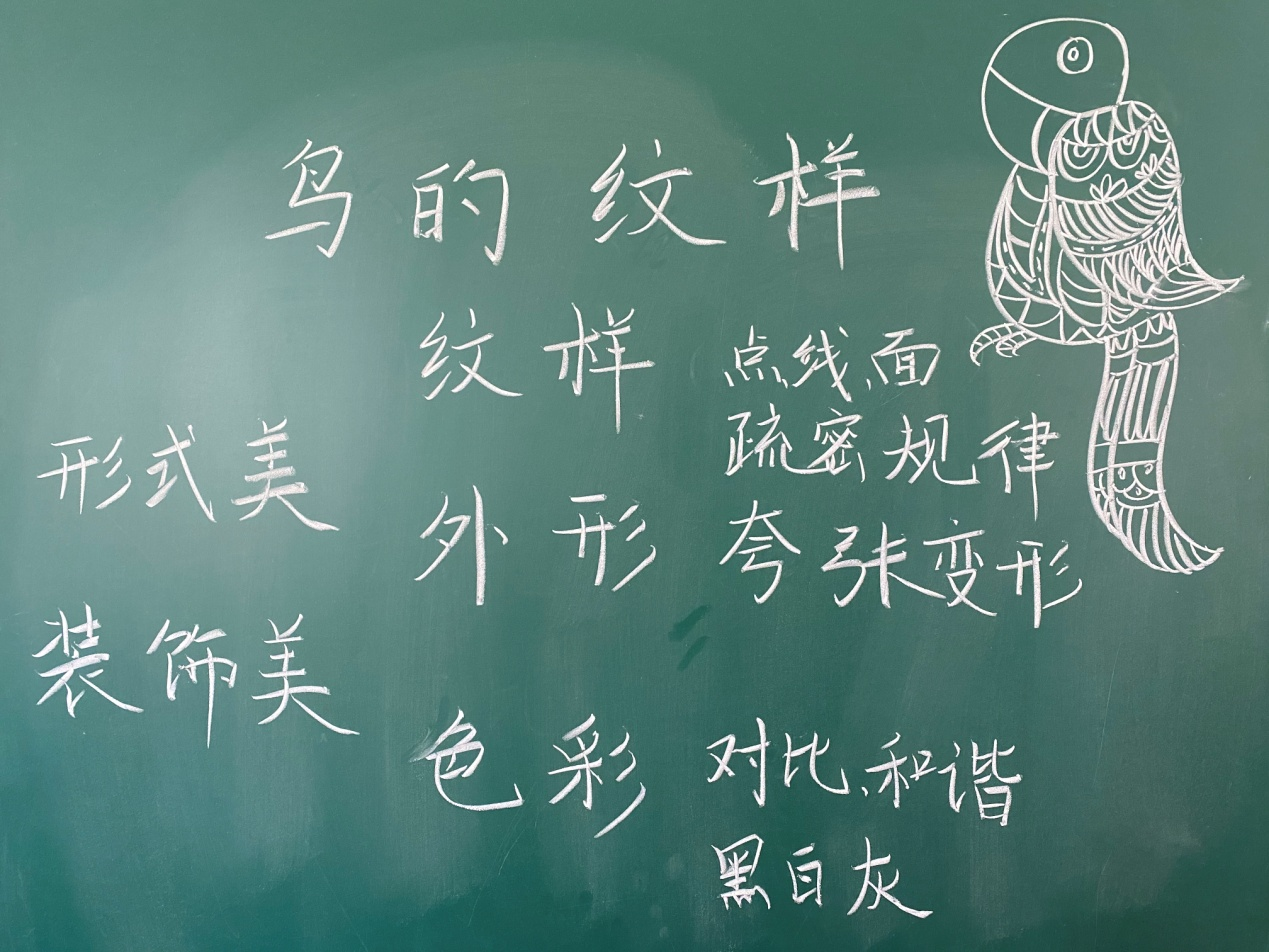 鸟的纹样
纹样 点、线、面
疏密、规律
形式美
外形 夸张变形
装饰美
色彩 对比、和谐
黑白灰